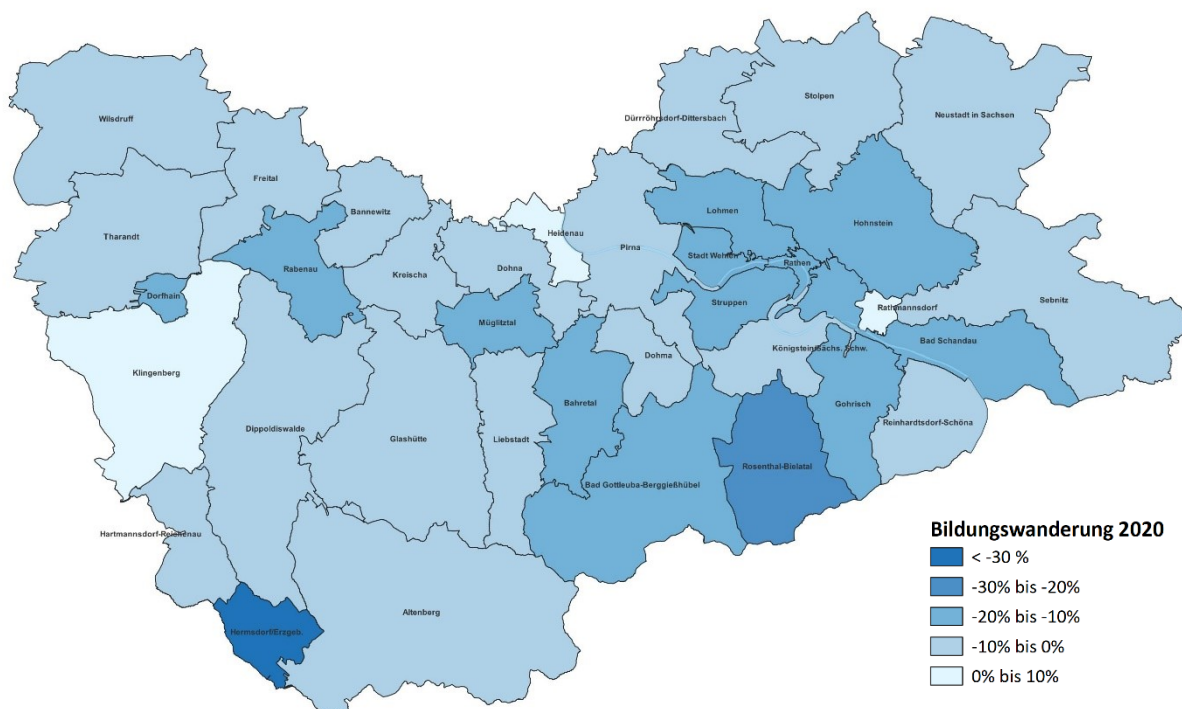 Wilsdruff
Stolpen
Dürrröhrsdorf-Dittersbach
Neustadt in Sachsen
Freital
Bannewitz
Lohmen
Hohnstein
Tharandt
Heidenau
Pirna
Stadt Wehlen
Rathen
Rabenau
Kreischa
Dohna
Dorfhain
Struppen
Rathmannsdorf
Sebnitz
Müglitztal
Bad Schandau
Königstein/Sächs. Schw.
Dohma
Klingenberg
Bahretal
Gohrisch
Reinhardtsdorf-Schöna
Dippoldiswalde
Glashütte
Liebstadt
Rosenthal-Bielatal
Bad Gottleuba-Berggießhübel
Hartmannsdorf-Reichenau
Altenberg
Hermsdorf/Erzgeb.
Bildungswanderung 2020
< -30 %
-30% bis -20%
-20% bis -10%
-10% bis 0%
0% bis 10%